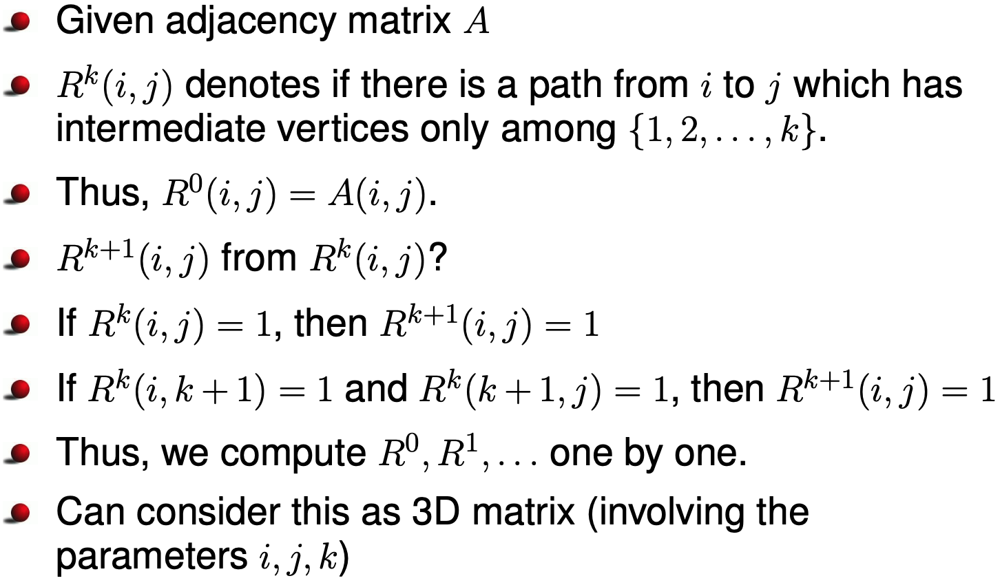 Given adjacency matrix A
R^k(i, j) denotes if there is a path from i to j which has
intermediate vertices only among {1, 2, . . . , k}.
Thus, R^0(i, j) = A(i, j).
R^{k+1}(i, j) from R^k(i, j)?
If R^k(i, j) = 1, then R^{k+1}(i, j) = 1
If R^k(i, k + 1) = 1 and R^k(k + 1, j) = 1, then R^{k+1}(i, j) = 1
Thus, we compute R^0, R^1, . . . one by one.
Can consider this as 3D matrix (involving the
parameters i, j, k)